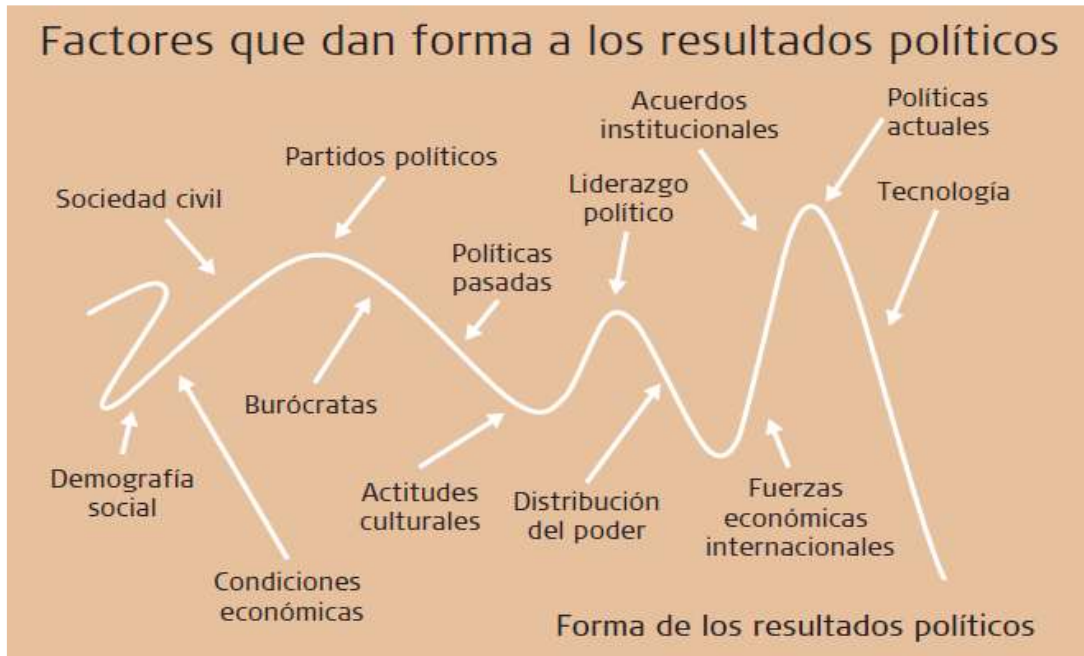 Factores que dan forma a los resultados políticos
Sociedad civil
Partidos políticos
Políticas
pasadas
Liderazgo
político
Acuerdos
institucionales
Políticas
actuales
Tecnología
Demografía
social
Condiciones
económicas
Burócratas
Actitudes
culturales
Distribución
del poder
Fuerzas
económicas
internacionales
Forma de los resultados políticos